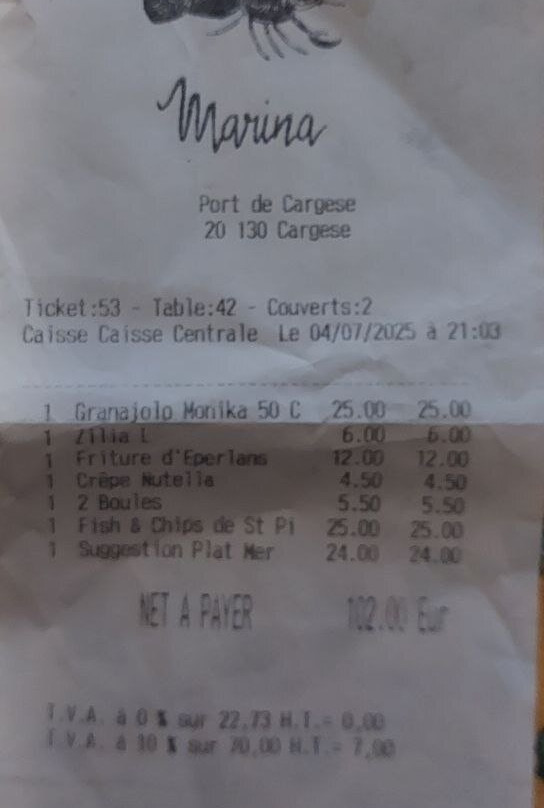 Marina
Port de Cargese
20 130 Cargese
Ticket:53 - Table:42 - Couverts:2
Caisse Caisse Centrale Le 04/07/2025 à 21:03
1 Granajolo Monika 50 C 25.00 25.00
1 Zilia L 6.00 6.00
1 Friture d'Eperlans 12.00 12.00
1 Crêpe Nutella 4.50 4.50
1 2 Boules 5.50 5.50
1 Fish & Chips de St Pi 25.00 25.00
1 Suggestion Plat Mer 24.00 24.00
NET A PAYER 102.00 Eur
T.V.A. à 0 % sur 22,73 H.T.= 0,00
T.V.A. à 10 % sur 70,00 H.T.= 7,00